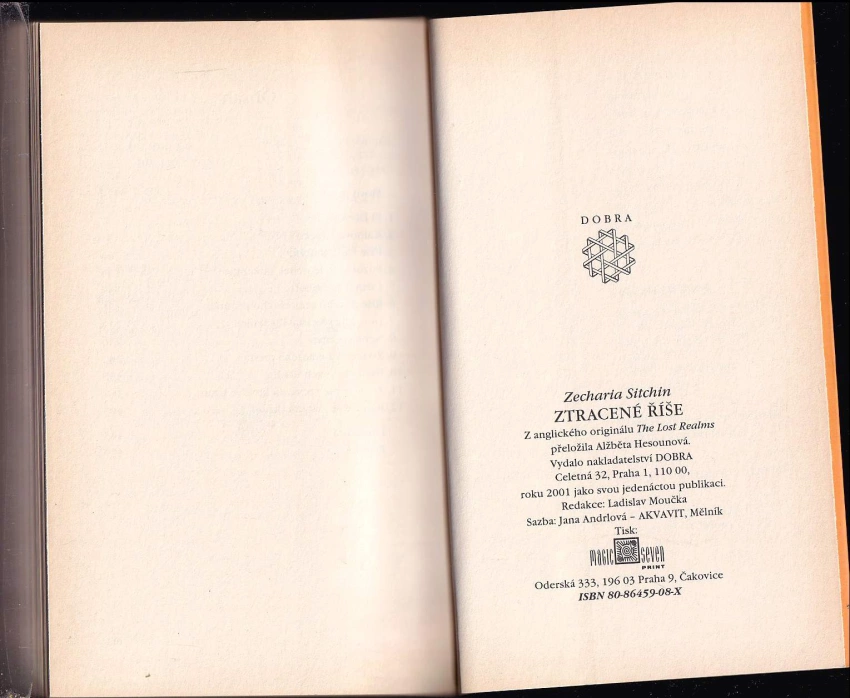 DOBRA
Zecharia Sitchin
ZTRACENÉ ŘÍŠE
Z anglického originálu The Lost Realms
přeložila Alžběta Hesounová.
Vydalo nakladatelství DOBRA
Celetná 32, Praha 1, 110 00,
roku 2001 jako svou jedenáctou publikaci.
Redakce: Ladislav Moučka
Sazba: Jana Andrlová – AKVAVIT, Mělník
Tisk:
magic seven
PRINT
Oderská 333, 196 03 Praha 9, Čakovice
ISBN 80-86459-08-X